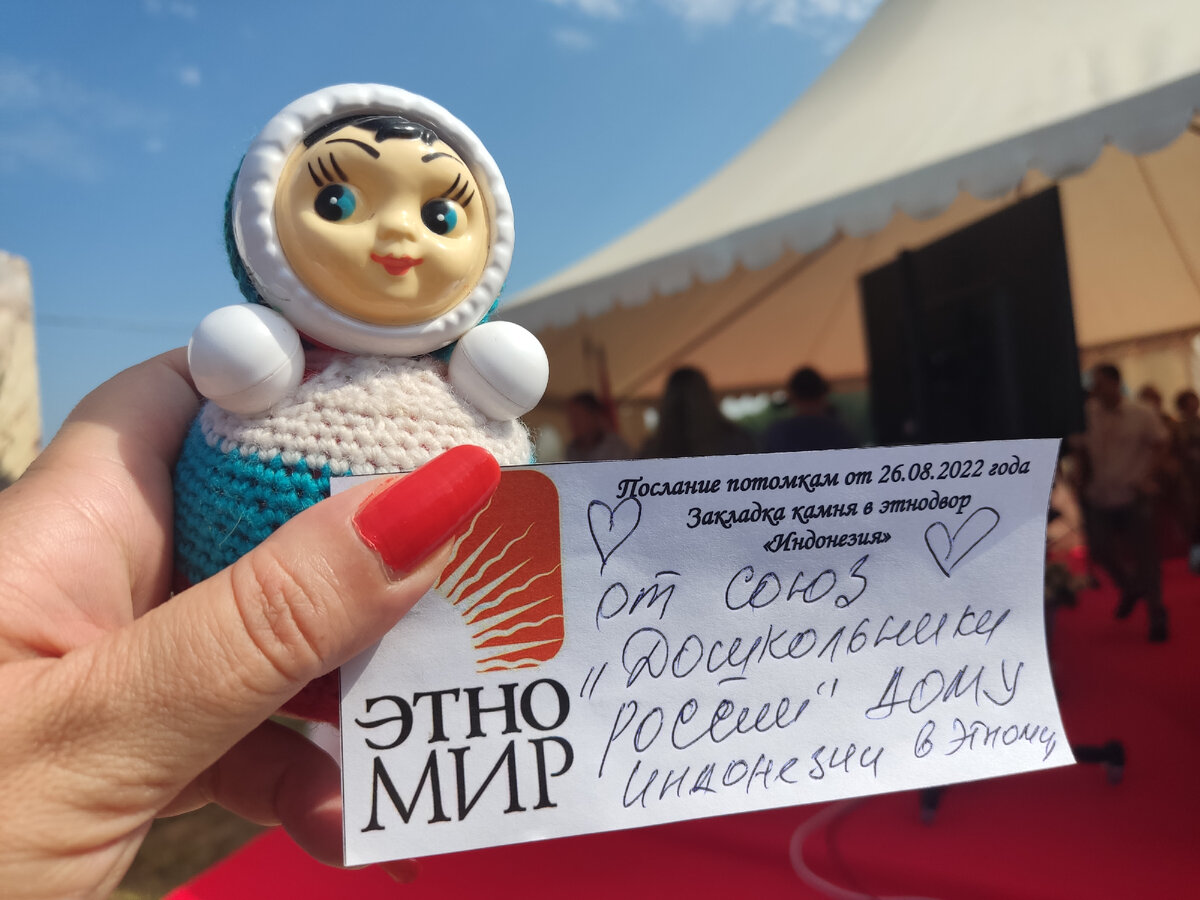 Послание потомкам от 26.08.2022 года
Закладка камня в этнодвор
«Индонезия»
от союз
"Дошкольники
России" дому
Индонезии в Этном
ЭТНО
МИР